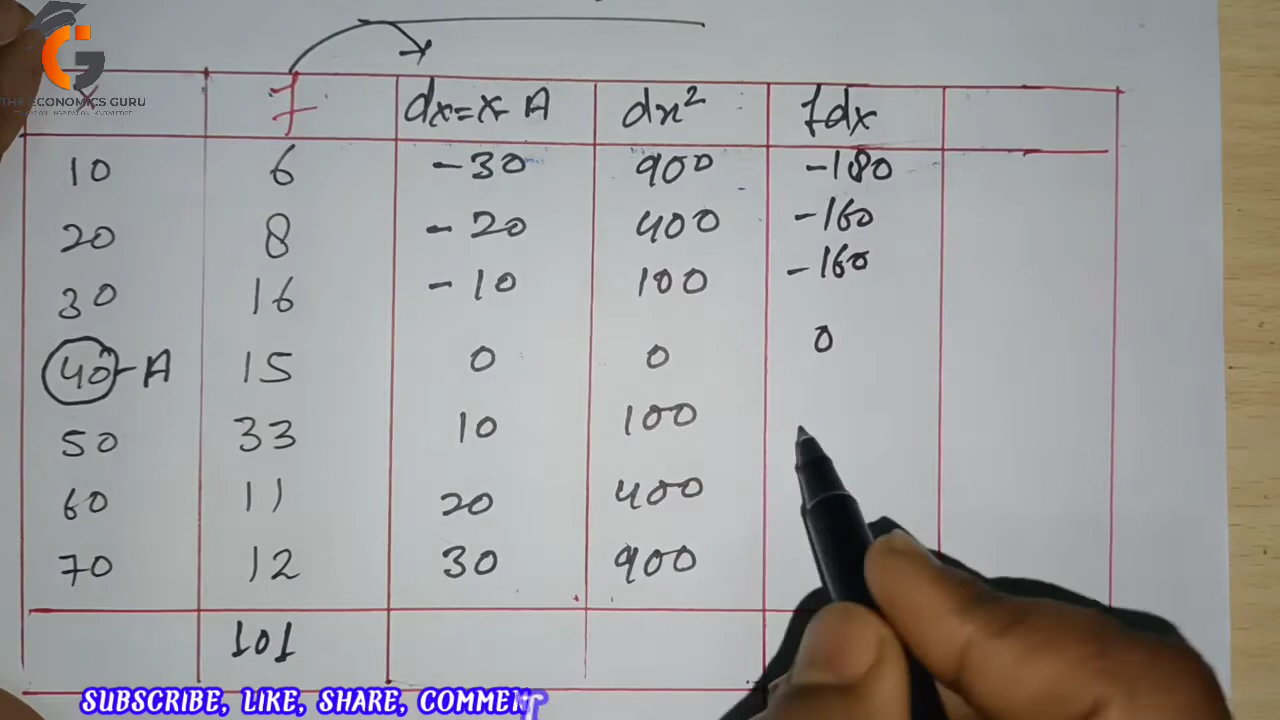 THE ECONOMICS GURU
x f dx=x-A dx² fdx
10 6 -30 900 -180
20 8 -20 400 -160
30 16 -10 100 -160
40-A 15 0 0 0
50 33 10 100
60 11 20 400
70 12 30 900
101
SUBSCRIBE, LIKE, SHARE, COMMENT